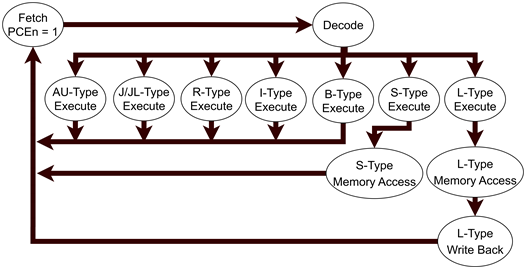 Fetch
PCEn = 1
Decode
AU-Type
Execute
J/JL-Type
Execute
R-Type
Execute
I-Type
Execute
B-Type
Execute
S-Type
Execute
L-Type
Execute
S-Type
Memory Access
L-Type
Memory Access
L-Type
Write Back